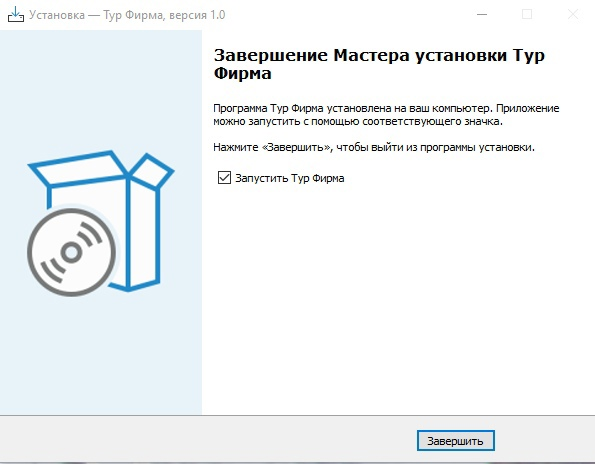 Установка — Тур Фирма, версия 1.0
Завершение Мастера установки Тур
Фирма
Программа Тур Фирма установлена на ваш компьютер. Приложение
можно запустить с помощью соответствующего значка.
Нажмите «Завершить», чтобы выйти из программы установки.
Запустить Тур Фирма
Завершить